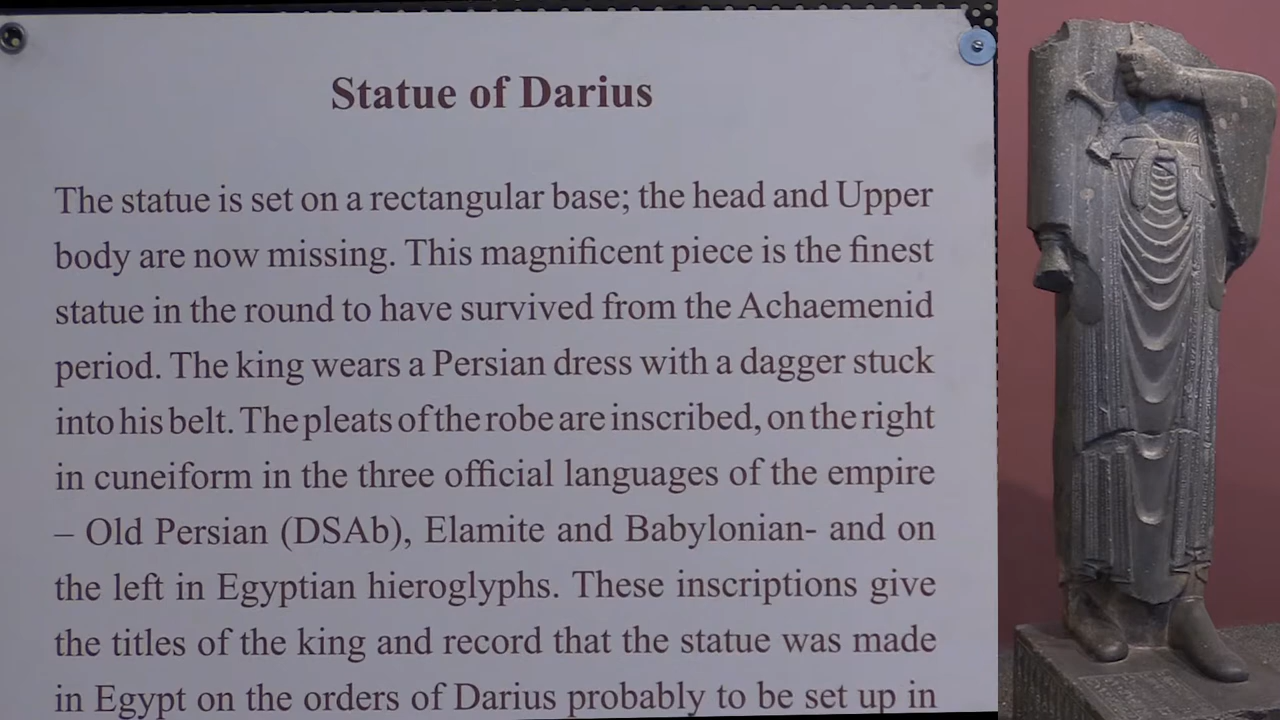 Statue of Darius
The statue is set on a rectangular base; the head and Upper
body are now missing. This magnificent piece is the finest
statue in the round to have survived from the Achaemenid
period. The king wears a Persian dress with a dagger stuck
into his belt. The pleats of the robe are inscribed, on the right
in cuneiform in the three official languages of the empire
– Old Persian (DSAb), Elamite and Babylonian- and on
the left in Egyptian hieroglyphs. These inscriptions give
the titles of the king and record that the statue was made
in Egypt on the orders of Darius probably to be set up in